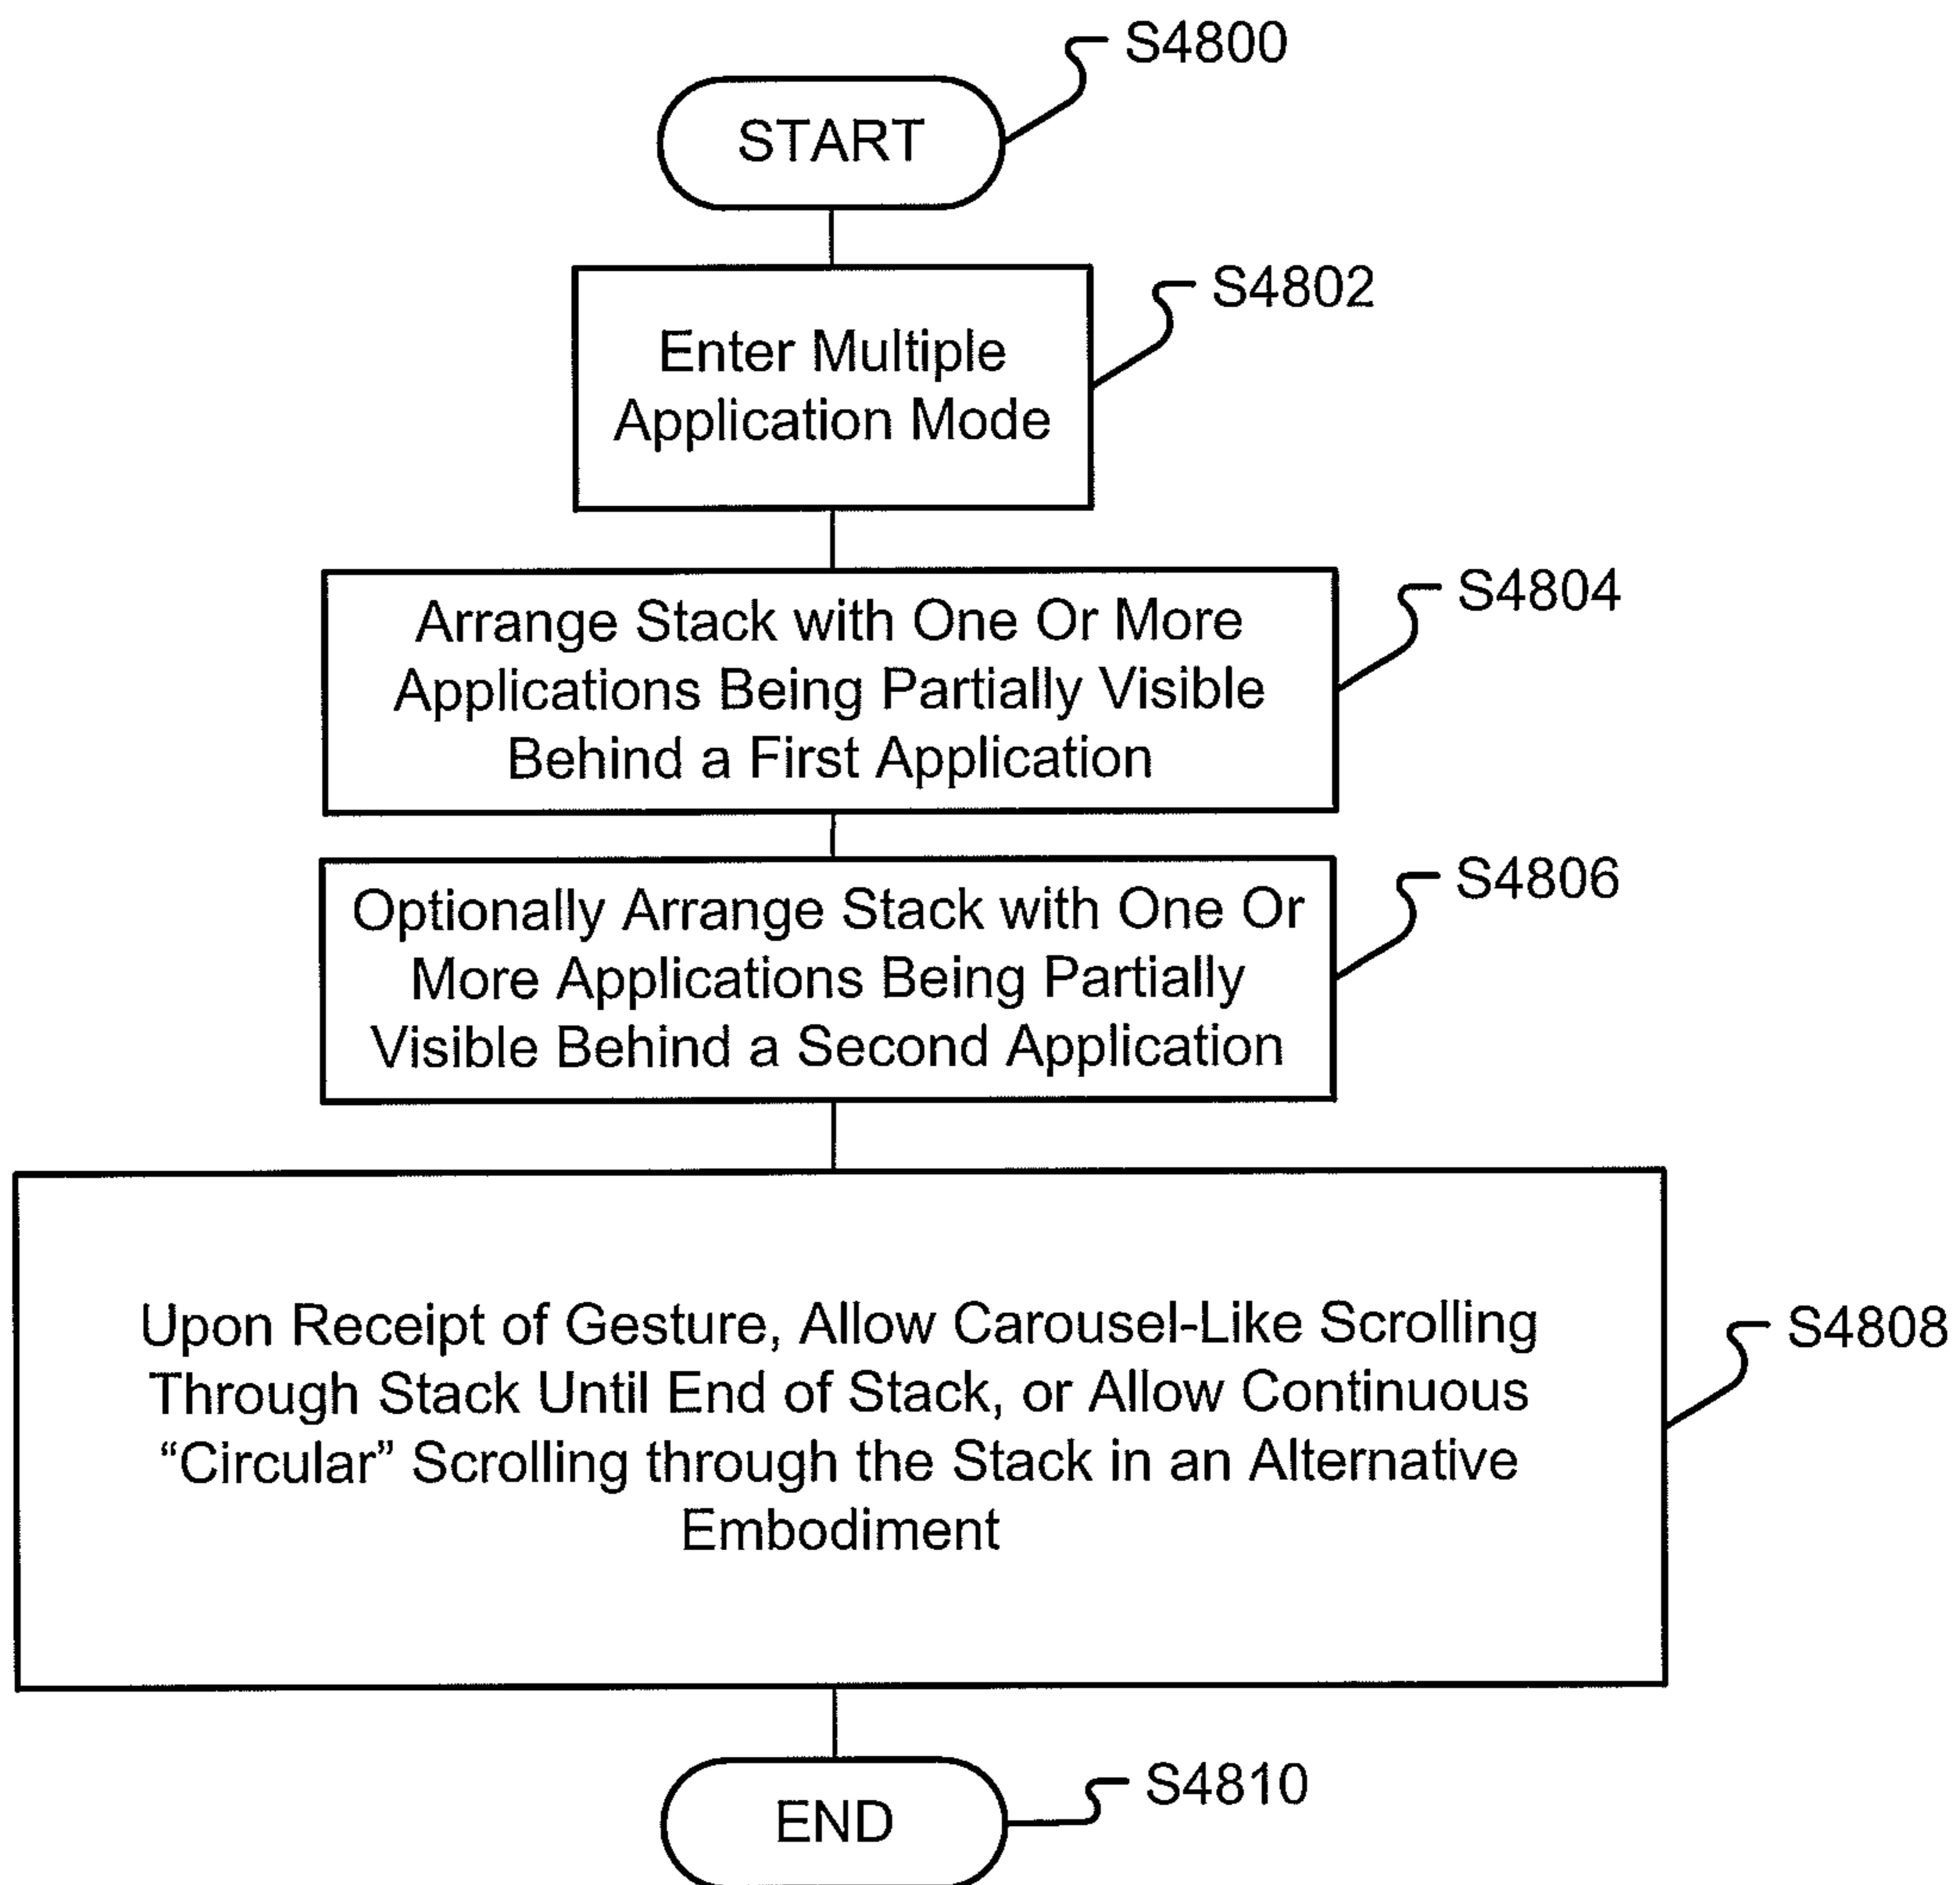 S4800
START
S4802
Enter Multiple
Application Mode
S4804
Arrange Stack with One Or More
Applications Being Partially Visible
Behind a First Application
S4806
Optionally Arrange Stack with One Or
More Applications Being Partially
Visible Behind a Second Application
S4808
Upon Receipt of Gesture, Allow Carousel-Like Scrolling
Through Stack Until End of Stack, or Allow Continuous
“Circular” Scrolling through the Stack in an Alternative
Embodiment
S4810
END